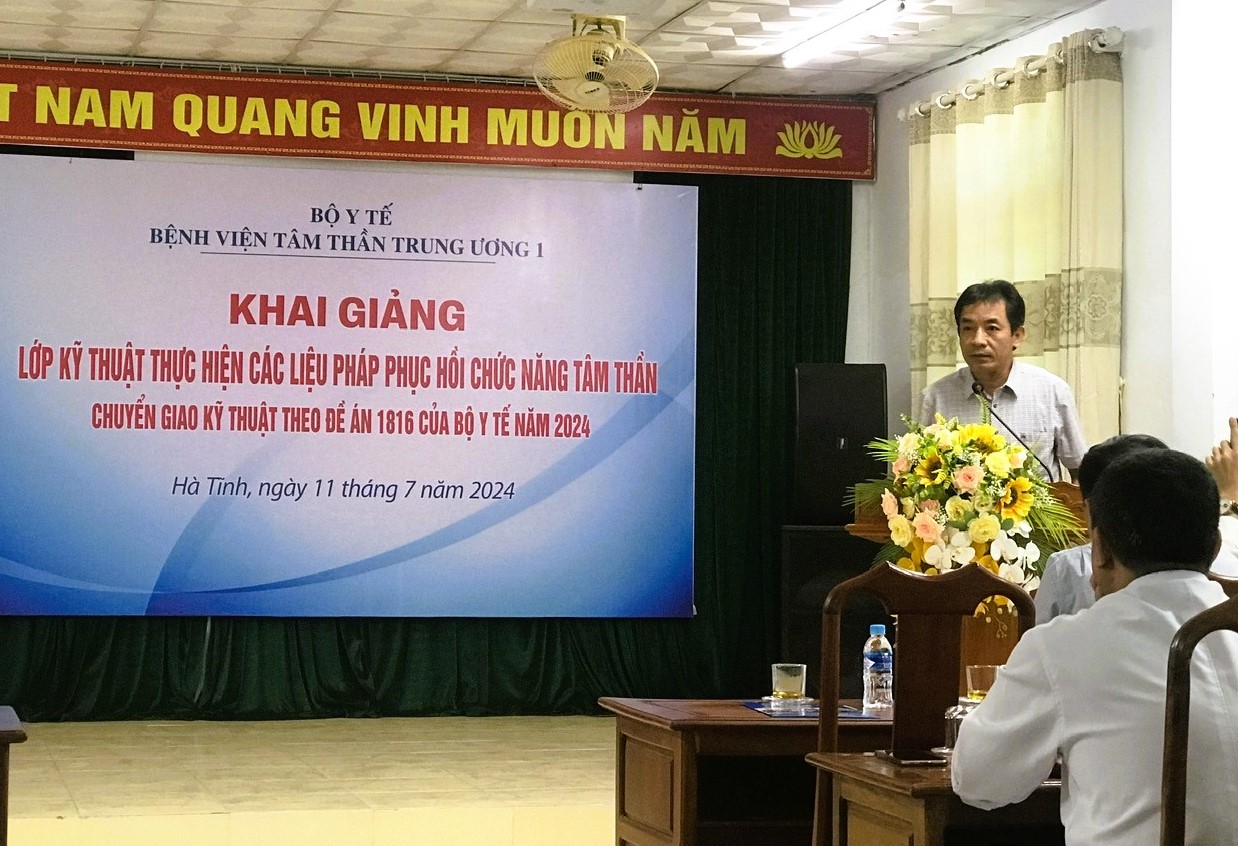 T NAM QUANG VINH MUÔN NĂM
BỘ Y TẾ
BỆNH VIỆN TÂM THẦN TRUNG ƯƠNG 1
KHAI GIẢNG
LỚP KỸ THUẬT THỰC HIỆN CÁC LIỆU PHÁP PHỤC HỒI CHỨC NĂNG TÂM THẦN
CHUYỂN GIAO KỸ THUẬT THEO ĐỀ ÁN 1816 CỦA BỘ Y TẾ NĂM 2024
Hà Tĩnh, ngày 11 tháng 7 năm 2024